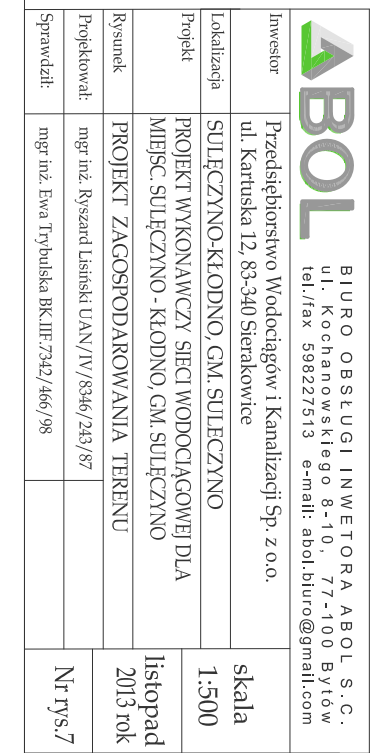 ABOL
BIURO OBSŁUGI INWETORA ABOL S.C.
ul. Kochanowskiego 8-10, 77-100 Bytów
tel./fax 598227513 e-mail: abol.biuro@gmail.com
Inwestor
Przedsiębiorstwo Wodociągów i Kanalizacji Sp. z o.o.
ul. Kartuska 12, 83-340 Sierakowice
skala
1:500
Lokalizacja
SULĘCZYNO-KŁODNO, GM. SULECZYNO
Projekt
PROJEKT WYKONAWCZY SIECI WODOCIĄGOWEJ DLA
MIEJSC. SULĘCZYNO - KŁODNO, GM. SULĘCZYNO
listopad
2013 rok
Rysunek
PROJEKT ZAGOSPODAROWANIA TERENU
Projektował:
mgr inż. Ryszard Lisiński UAN/IV/8346/243/87
Nr rys.7
Sprawdził:
mgr inż. Ewa Trybulska BK.IIF.7342/466/98